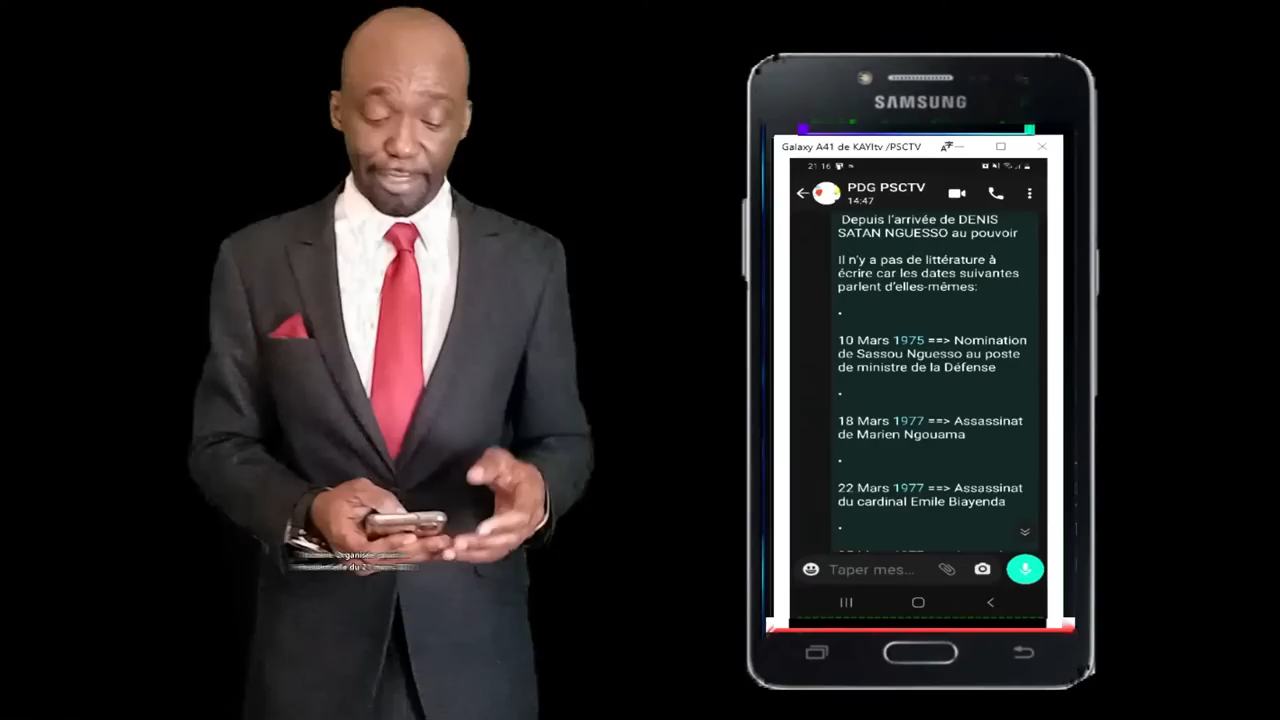 SAMSUNG
Galaxy A41 de KAYItv /PSCTV
21:16
PDG PSCTV
14:47
Depuis l'arrivée de DENIS
SATAN NGUESSO au pouvoir
Il n'y a pas de littérature à
écrire car les dates suivantes
parlent d'elles-mêmes:
.
10 Mars 1975 ==> Nomination
de Sassou Nguesso au poste
de ministre de la Défense
.
18 Mars 1977 ==> Assassinat
de Marien Ngouama
.
22 Mars 1977 ==> Assassinat
du cardinal Emile Biayenda
.
Taper mes...